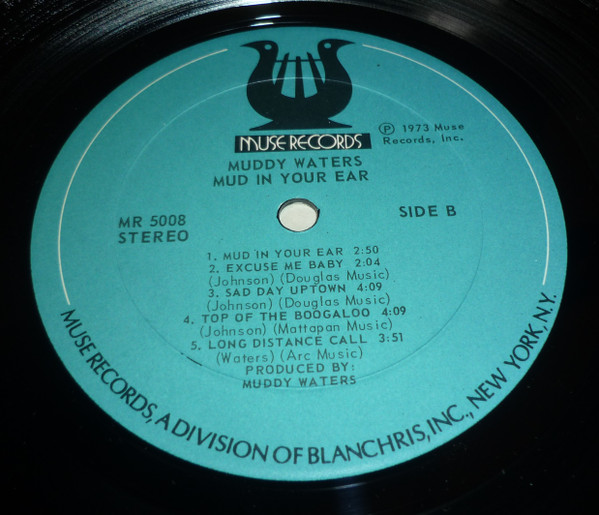 MUSE RECORDS
℗ 1973 Muse
Records, Inc.
MUDDY WATERS
MUD IN YOUR EAR
MR 5008
STEREO
SIDE B
1. MUD IN YOUR EAR 2:50
2. EXCUSE ME BABY 2:04
(Johnson) (Douglas Music)
3. SAD DAY UPTOWN 4:09
(Johnson) (Douglas Music)
4. TOP OF THE BOOGALOO 4:09
(Johnson) (Mattapan Music)
5. LONG DISTANCE CALL 3:51
(Waters) (Arc Music)
PRODUCED BY:
MUDDY WATERS
MUSE RECORDS, A DIVISION OF BLANCHRIS, INC., NEW YORK, N.Y.